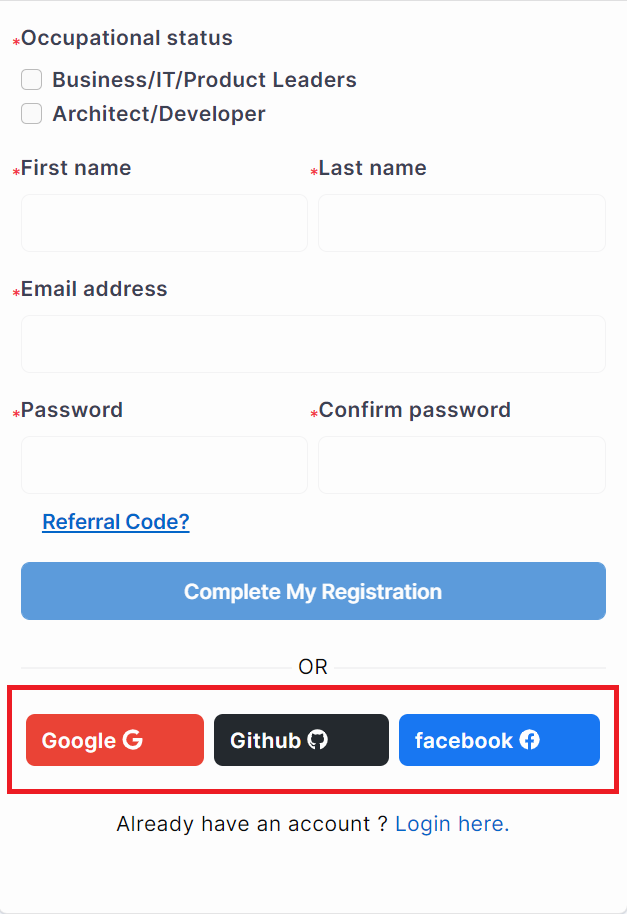 *Occupational status
Business/IT/Product Leaders
Architect/Developer
*First name *Last name
*Email address
*Password *Confirm password
Referral Code?
Complete My Registration
OR
Google Github facebook
Already have an account ? Login here.